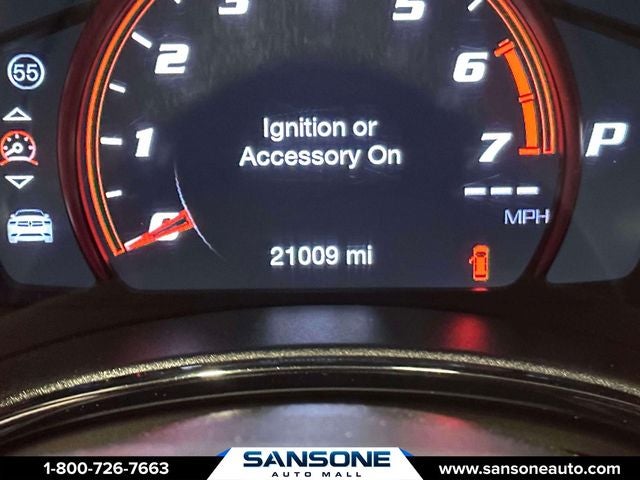 3
5
55
2
6
Ignition or
Accessory On
1
7
P
---
MPH
0
21009 mi
1-800-726-7663
SANSONE
AUTO MALL
www.sansoneauto.com